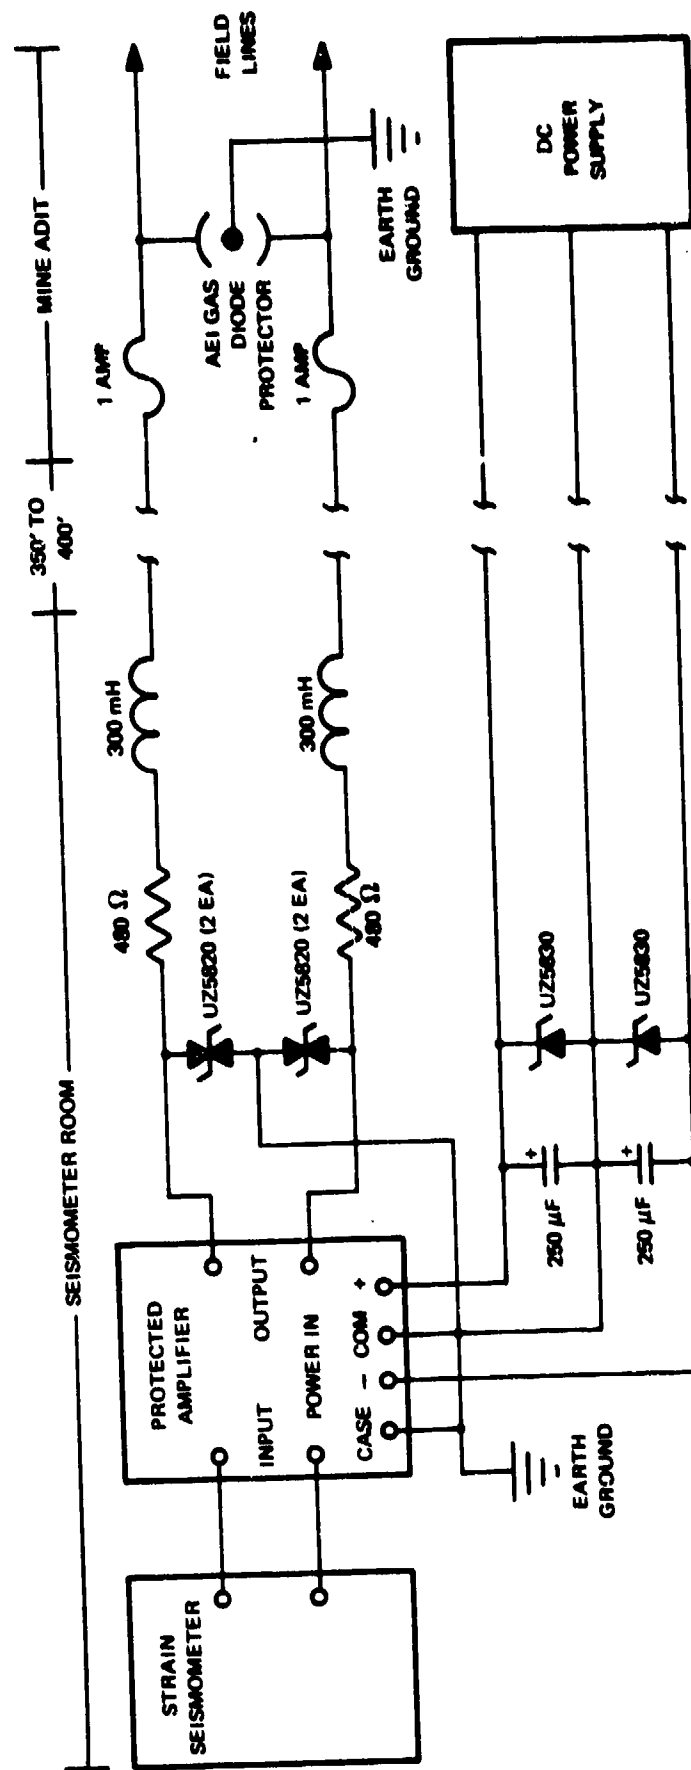 SEISMOMETER ROOM
350' TO
400'
MINE ADIT
STRAIN
SEISMOMETER
PROTECTED
AMPLIFIER
INPUT
OUTPUT
POWER IN
CASE
-
COM
+
480 Ω
300 mH
1 AMP
UZ5820 (2 EA)
UZ5820 (2 EA)
480 Ω
300 mH
1 AMP
AEI GAS
DIODE
PROTECTOR
FIELD
LINES
EARTH
GROUND
EARTH
GROUND
+
250 μF
UZ5830
+
250 μF
UZ5830
DC
POWER
SUPPLY